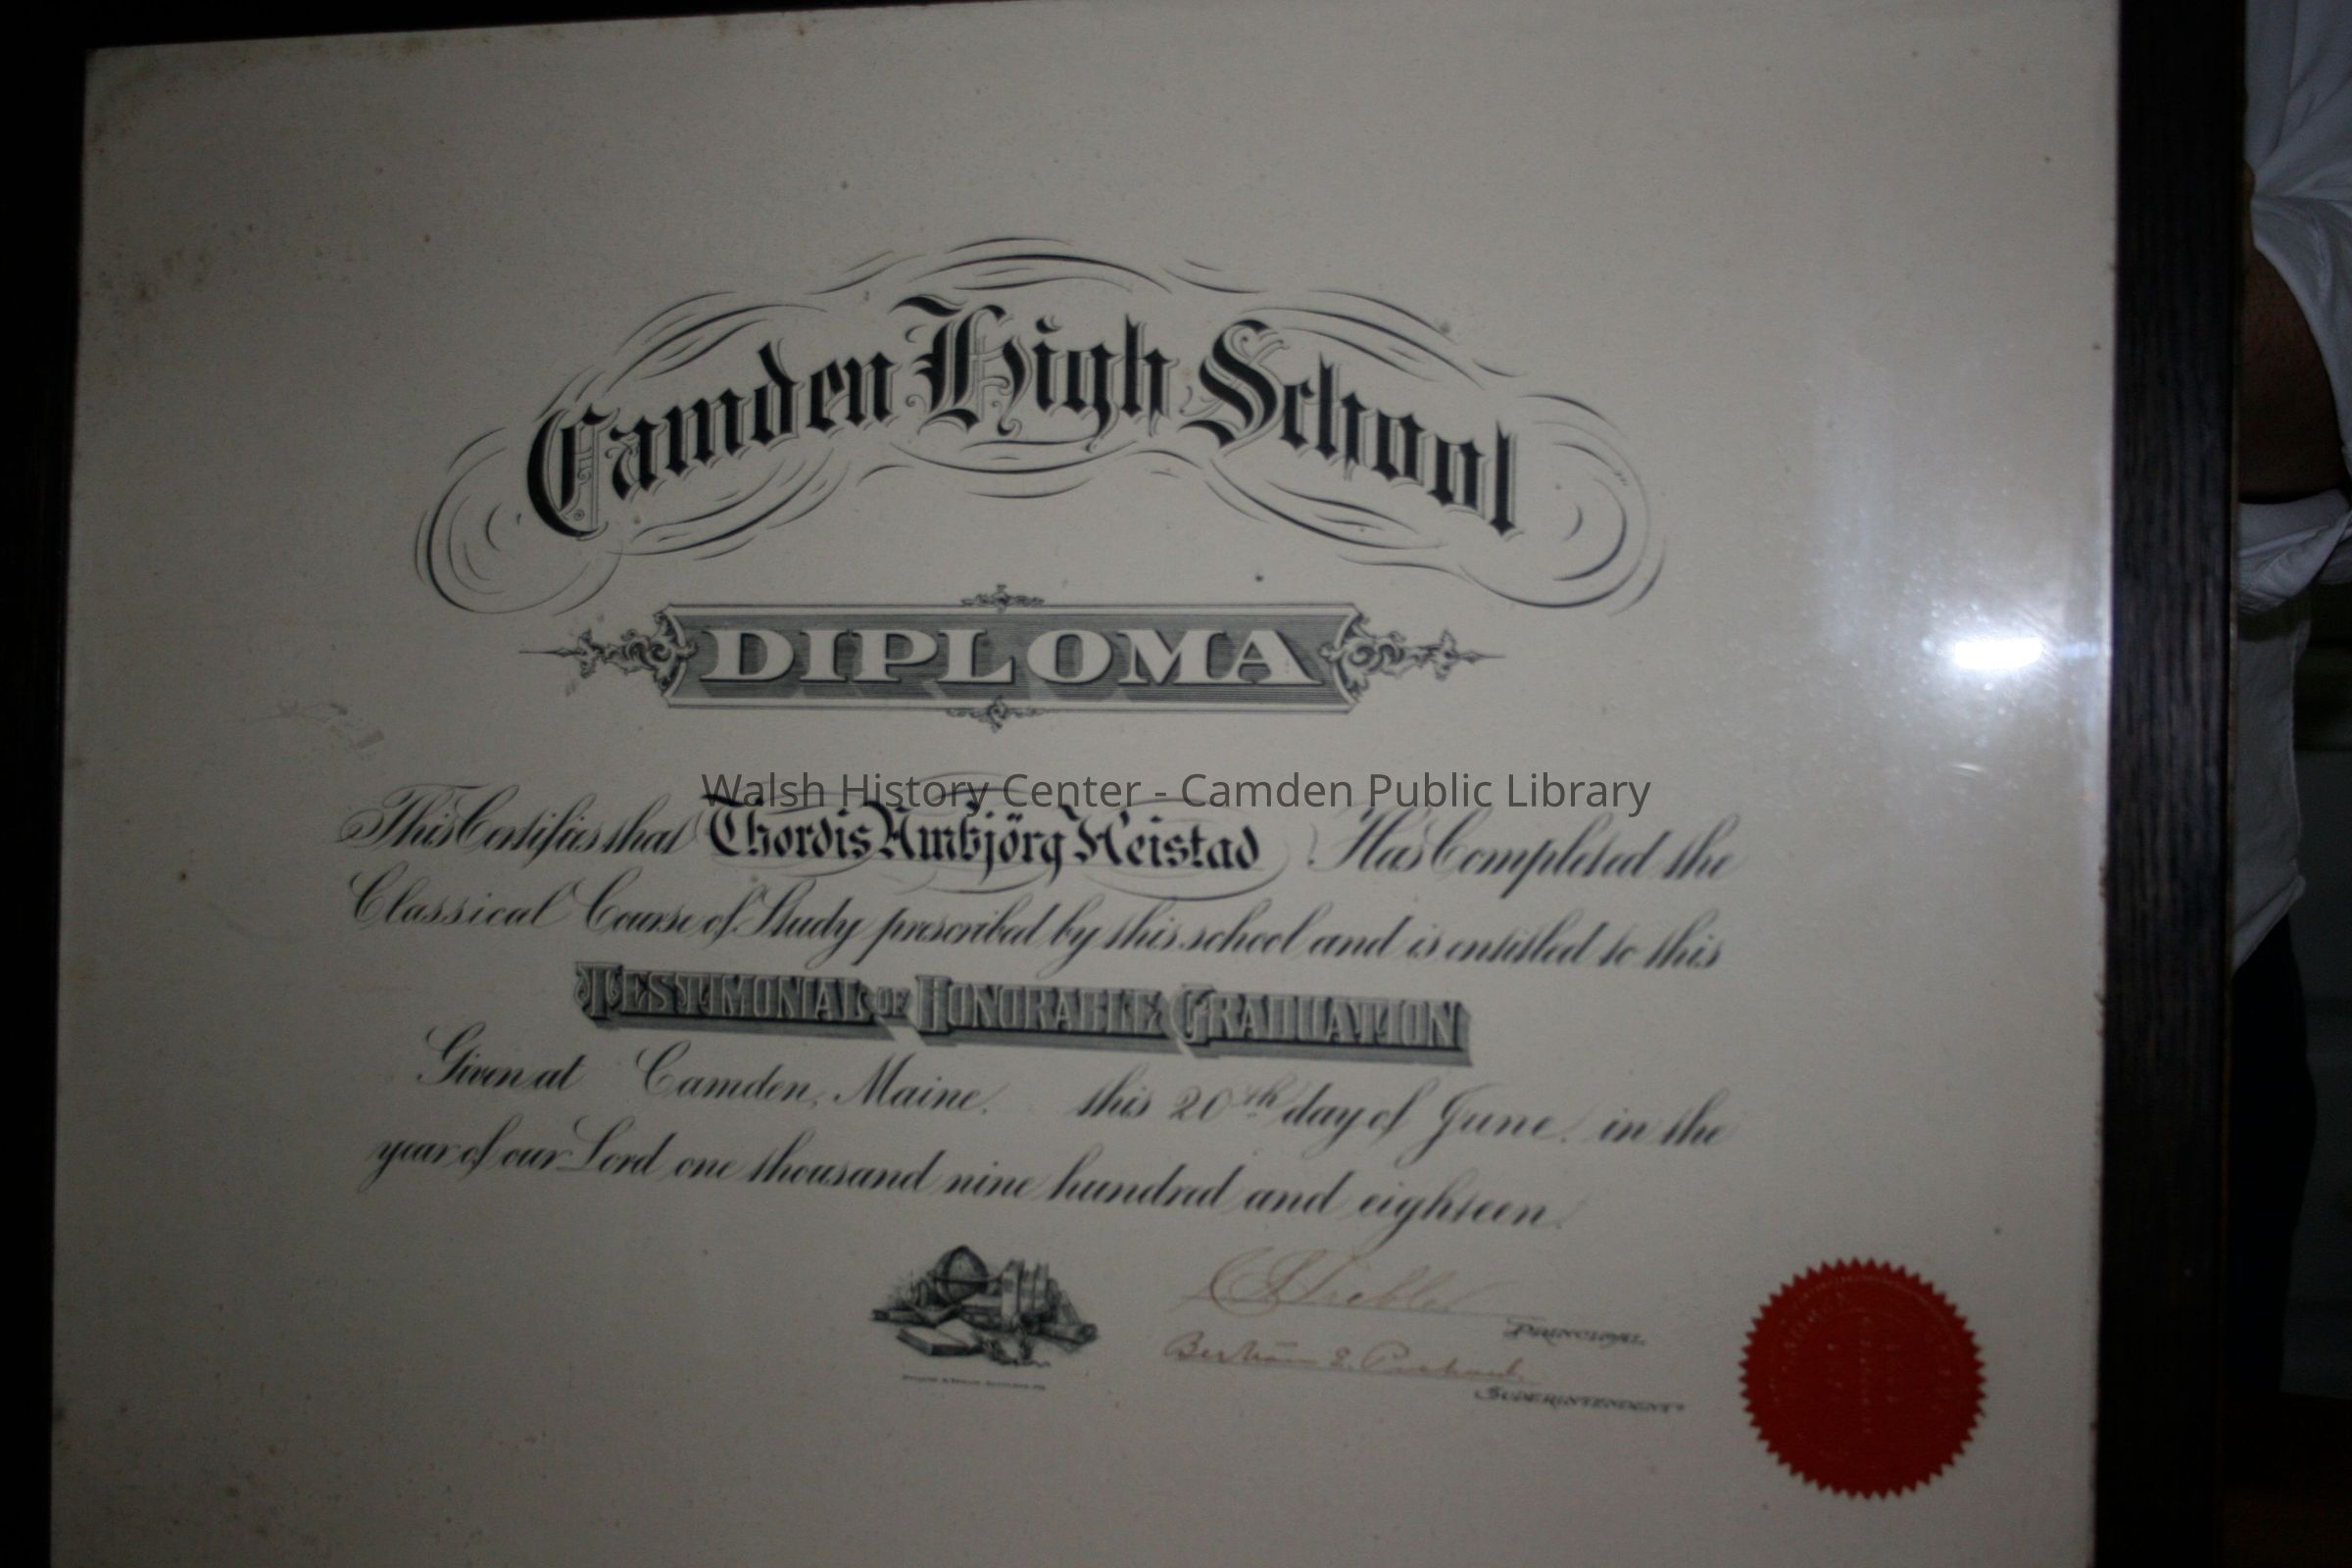 Camden High School
DIPLOMA
Walsh History Center - Camden Public Library
This Certifies that Thordis Ambjörg Heistad Has Completed the
Classical Course of Study prescribed by this school and is entitled to this
TESTIMONIAL OF HONORABLE GRADUATION
Given at Camden, Maine. this 20th day of June. in the
year of our Lord one thousand nine hundred and eighteen.
PRINCIPAL.
SUPERINTENDENT.